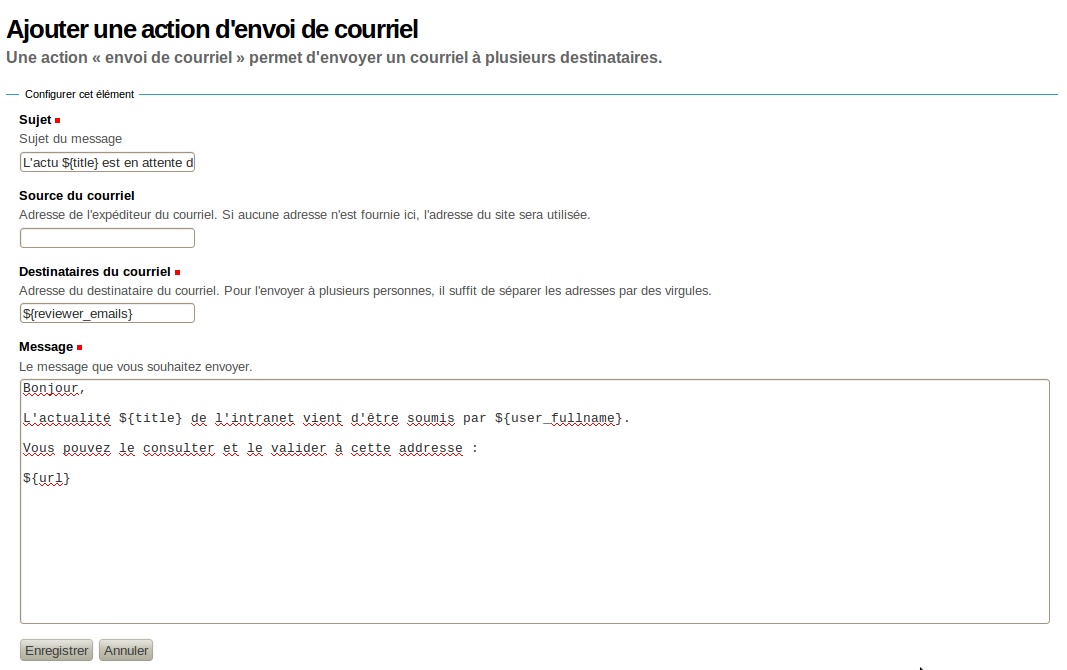 Ajouter une action d'envoi de courriel
Une action « envoi de courriel » permet d'envoyer un courriel à plusieurs destinataires.
Configurer cet élément
Sujet
Sujet du message
L'actu ${title} est en attente d
Source du courriel
Adresse de l'expéditeur du courriel. Si aucune adresse n'est fournie ici, l'adresse du site sera utilisée.
Destinataires du courriel
Adresse du destinataire du courriel. Pour l'envoyer à plusieurs personnes, il suffit de séparer les adresses par des virgules.
${reviewer_emails}
Message
Le message que vous souhaitez envoyer.
Bonjour,
L'actualité ${title} de l'intranet vient d'être soumis par ${user_fullname}.
Vous pouvez le consulter et le valider à cette addresse :
${url}
Enregistrer Annuler